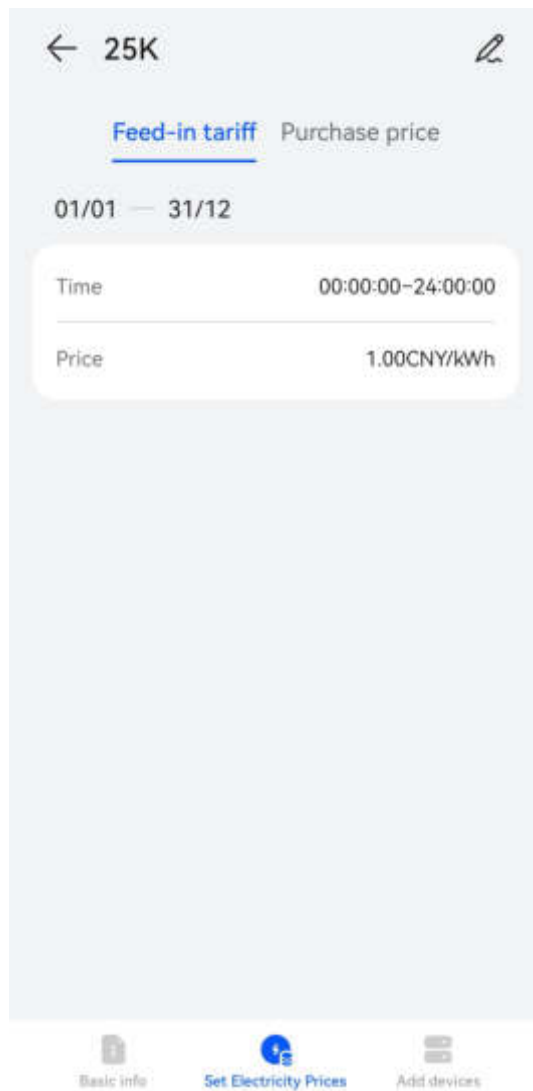 25K
Feed-in tariff Purchase price
01/01 — 31/12
Time 00:00:00-24:00:00
Price 1.00CNY/kWh
Basic info Set Electricity Prices Add devices